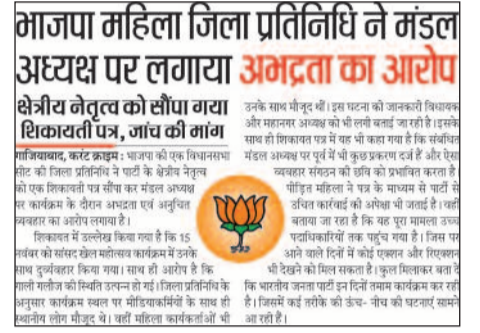 भाजपा महिला जिला प्रतिनिधि ने मंडल
अध्यक्ष पर लगाया अभद्रता का आरोप
क्षेत्रीय नेतृत्व को सौंपा गया
शिकायती पत्र, जांच की मांग
गाजियाबाद, करंट क्राइम : भाजपा की एक विधानसभा
सीट की जिला प्रतिनिधि ने पार्टी के क्षेत्रीय नेतृत्व
को एक शिकायती पत्र सौंपा कर मंडल अध्यक्ष
पर कार्यक्रम के दौरान अभद्रता एवं अनुचित
व्यवहार का आरोप लगाया है।
शिकायत में उल्लेख किया गया है कि 15
नवंबर को सांसद खेल महोत्सव कार्यक्रम में उनके
साथ दुर्व्यवहार किया गया। साथ ही आरोप है कि
गाली गलौज की स्थिति उत्पन्न हो गई। जिला प्रतिनिधि के
अनुसार कार्यक्रम स्थल पर मीडियाकर्मियों के साथ ही
स्थानीय लोग मौजूद थे। वहीं महिला कार्यकर्ताओं भी
उनके साथ मौजूद थीं। इस घटना की जानकारी विधायक
और महानगर अध्यक्ष को भी लगी बताई जा रही है। इसके
साथ ही शिकायत पत्र में यह भी कहा गया है कि संबंधित
मंडल अध्यक्ष पर पूर्व में भी कुछ प्रकरण दर्ज हैं और ऐसा
व्यवहार संगठन की छवि को प्रभावित करता है।
पीड़ित महिला ने पत्र के माध्यम से पार्टी से
उचित कार्रवाई की अपेक्षा भी जताई है। वहीं
बताया जा रहा है कि यह पूरा मामला उच्च
पदाधिकारियों तक पहुंच गया है। जिस पर
आने वाले दिनों में कोई एक्शन और रिएक्शन
भी देखने को मिल सकता है। कुल मिलाकर बता दें
कि भारतीय जनता पार्टी इन दिनों तमाम कार्यक्रम कर रही
है। जिसमें कई तरीके की ऊंच- नीच की घटनाएं सामने
आ रही हैं।